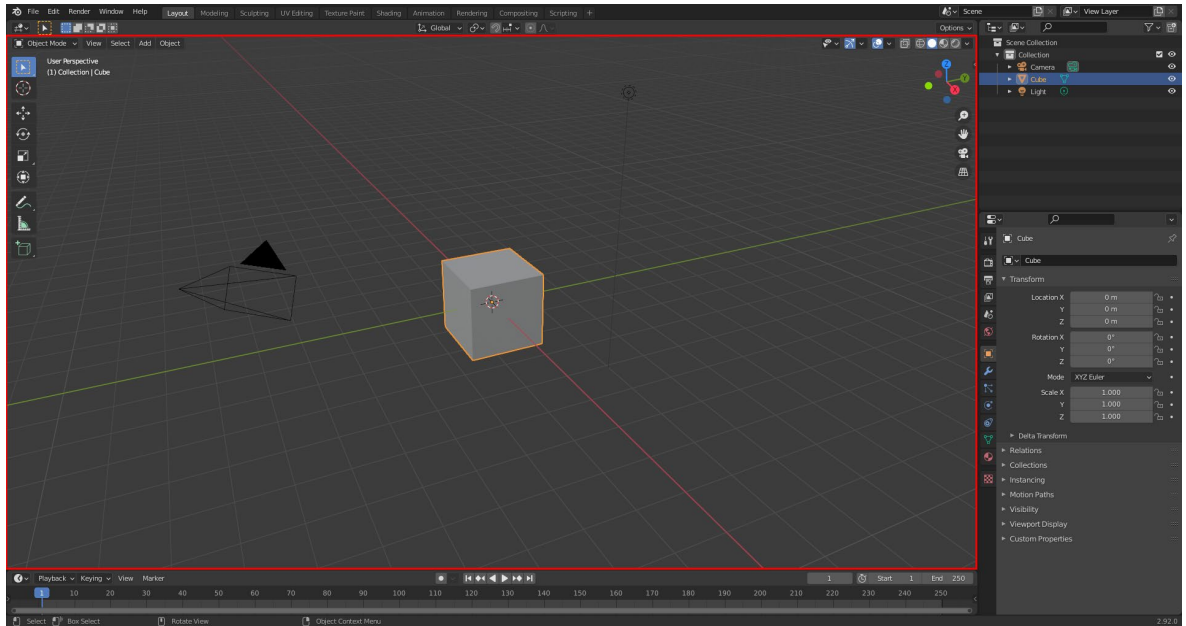 File Edit Render Window Help Layout Modeling Sculpting UV Editing Texture Paint Shading Animation Rendering Compositing Scripting + Scene View Layer
Global Options
Object Mode View Select Add Object
User Perspective
(1) Collection | Cube
Z
Y
X
Scene Collection
Collection
Camera
Cube
Light
Cube
Cube
Transform
Location X 0 m
Y 0 m
Z 0 m
Rotation X 0°
Y 0°
Z 0°
Mode XYZ Euler
Scale X 1.000
Y 1.000
Z 1.000
Delta Transform
Relations
Collections
Instancing
Motion Paths
Visibility
Viewport Display
Custom Properties
Playback Keying View Marker 1 Start 1 End 250
1 10 20 30 40 50 60 70 80 90 100 110 120 130 140 150 160 170 180 190 200 210 220 230 240 250
Select Box Select Rotate View Object Context Menu 2.92.0